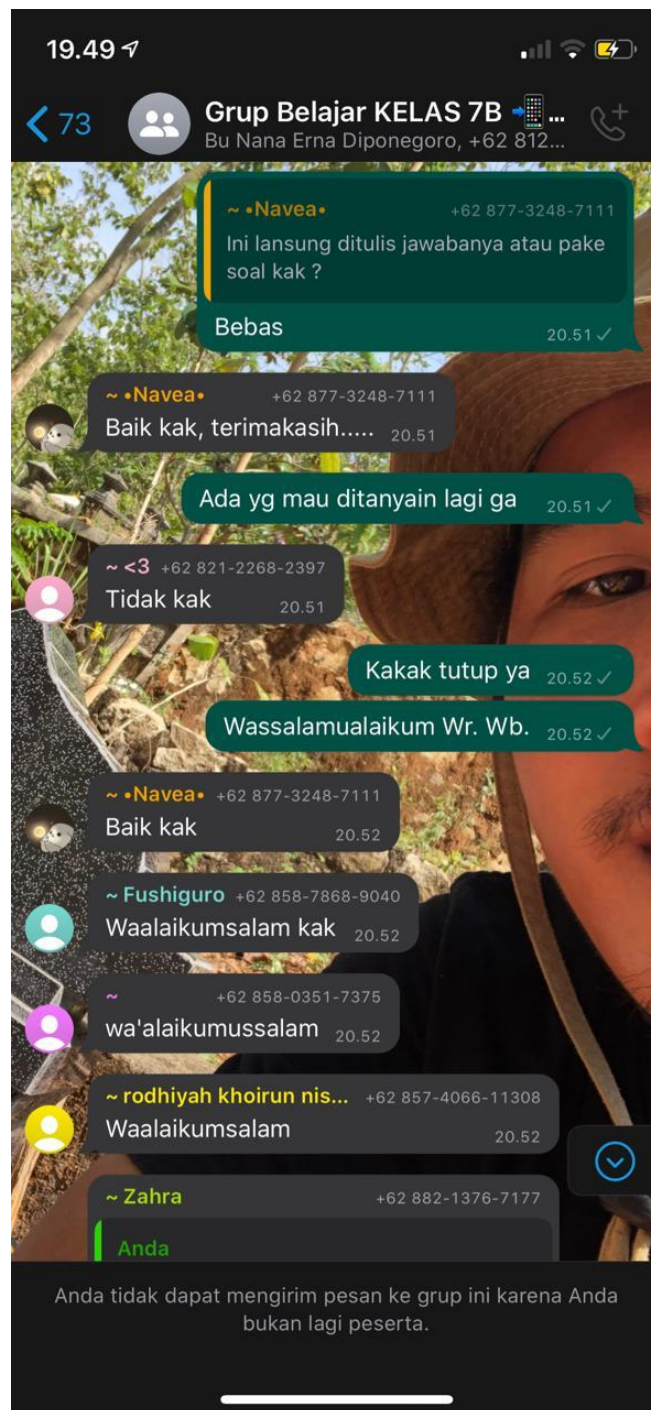 19.49
73
Grup Belajar KELAS 7B 📲...
Bu Nana Erna Diponegoro, +62 812...
~ •Navea• +62 877-3248-7111
Ini lansung ditulis jawabanya atau pake
soal kak ?
Bebas 20.51
~ •Navea• +62 877-3248-7111
Baik kak, terimakasih..... 20.51
Ada yg mau ditanyain lagi ga 20.51
~ <3 +62 821-2268-2397
Tidak kak 20.51
Kakak tutup ya 20.52
Wassalamualaikum Wr. Wb. 20.52
~ •Navea• +62 877-3248-7111
Baik kak 20.52
~ Fushiguro +62 858-7868-9040
Waalaikumsalam kak 20.52
~ +62 858-0351-7375
wa'alaikumussalam 20.52
~ rodhiyah khoirun nis... +62 857-4066-11308
Waalaikumsalam 20.52
~ Zahra +62 882-1376-7177
Anda
Anda tidak dapat mengirim pesan ke grup ini karena Anda
bukan lagi peserta.